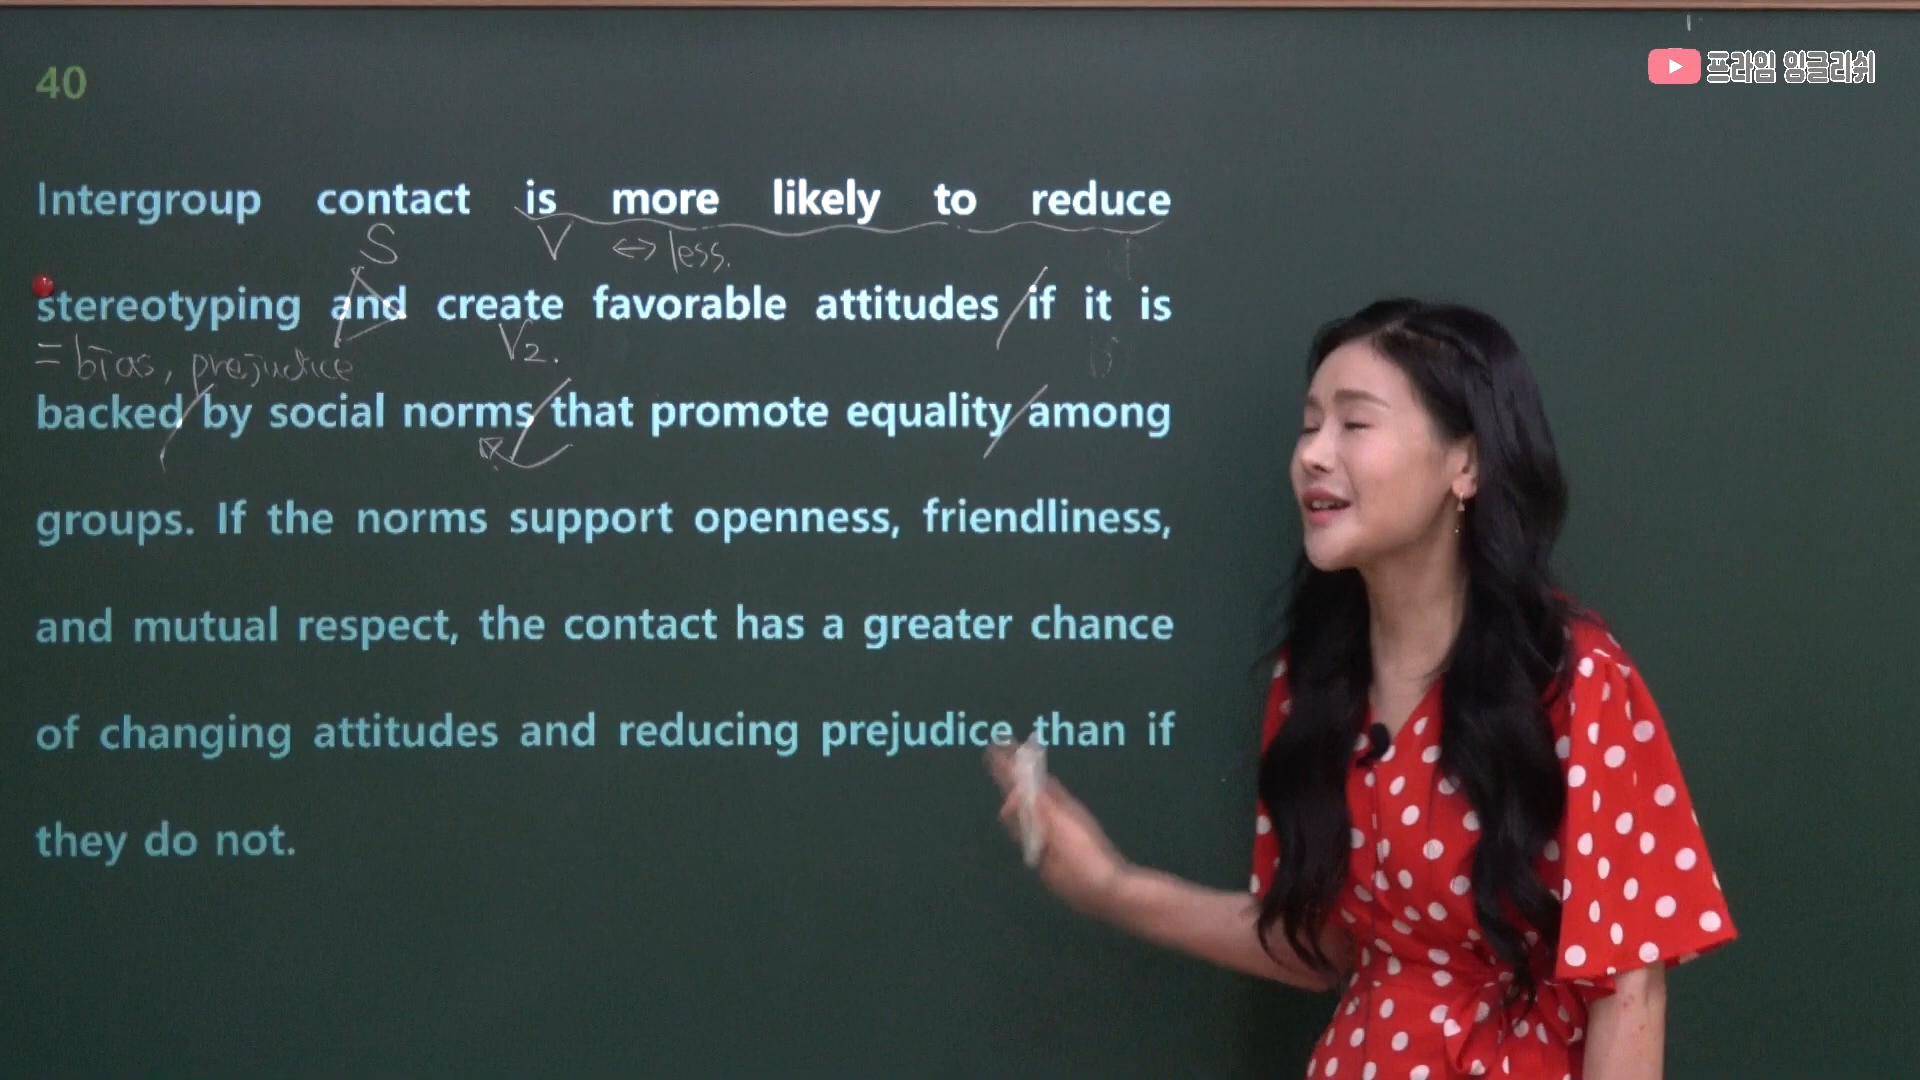 40
프라임 잉글리쉬
Intergroup contact is more likely to reduce
S V ↔ less.
stereotyping and create favorable attitudes if it is
= bias, prejudice V2.
backed by social norms that promote equality among
groups. If the norms support openness, friendliness,
and mutual respect, the contact has a greater chance
of changing attitudes and reducing prejudice than if
they do not.